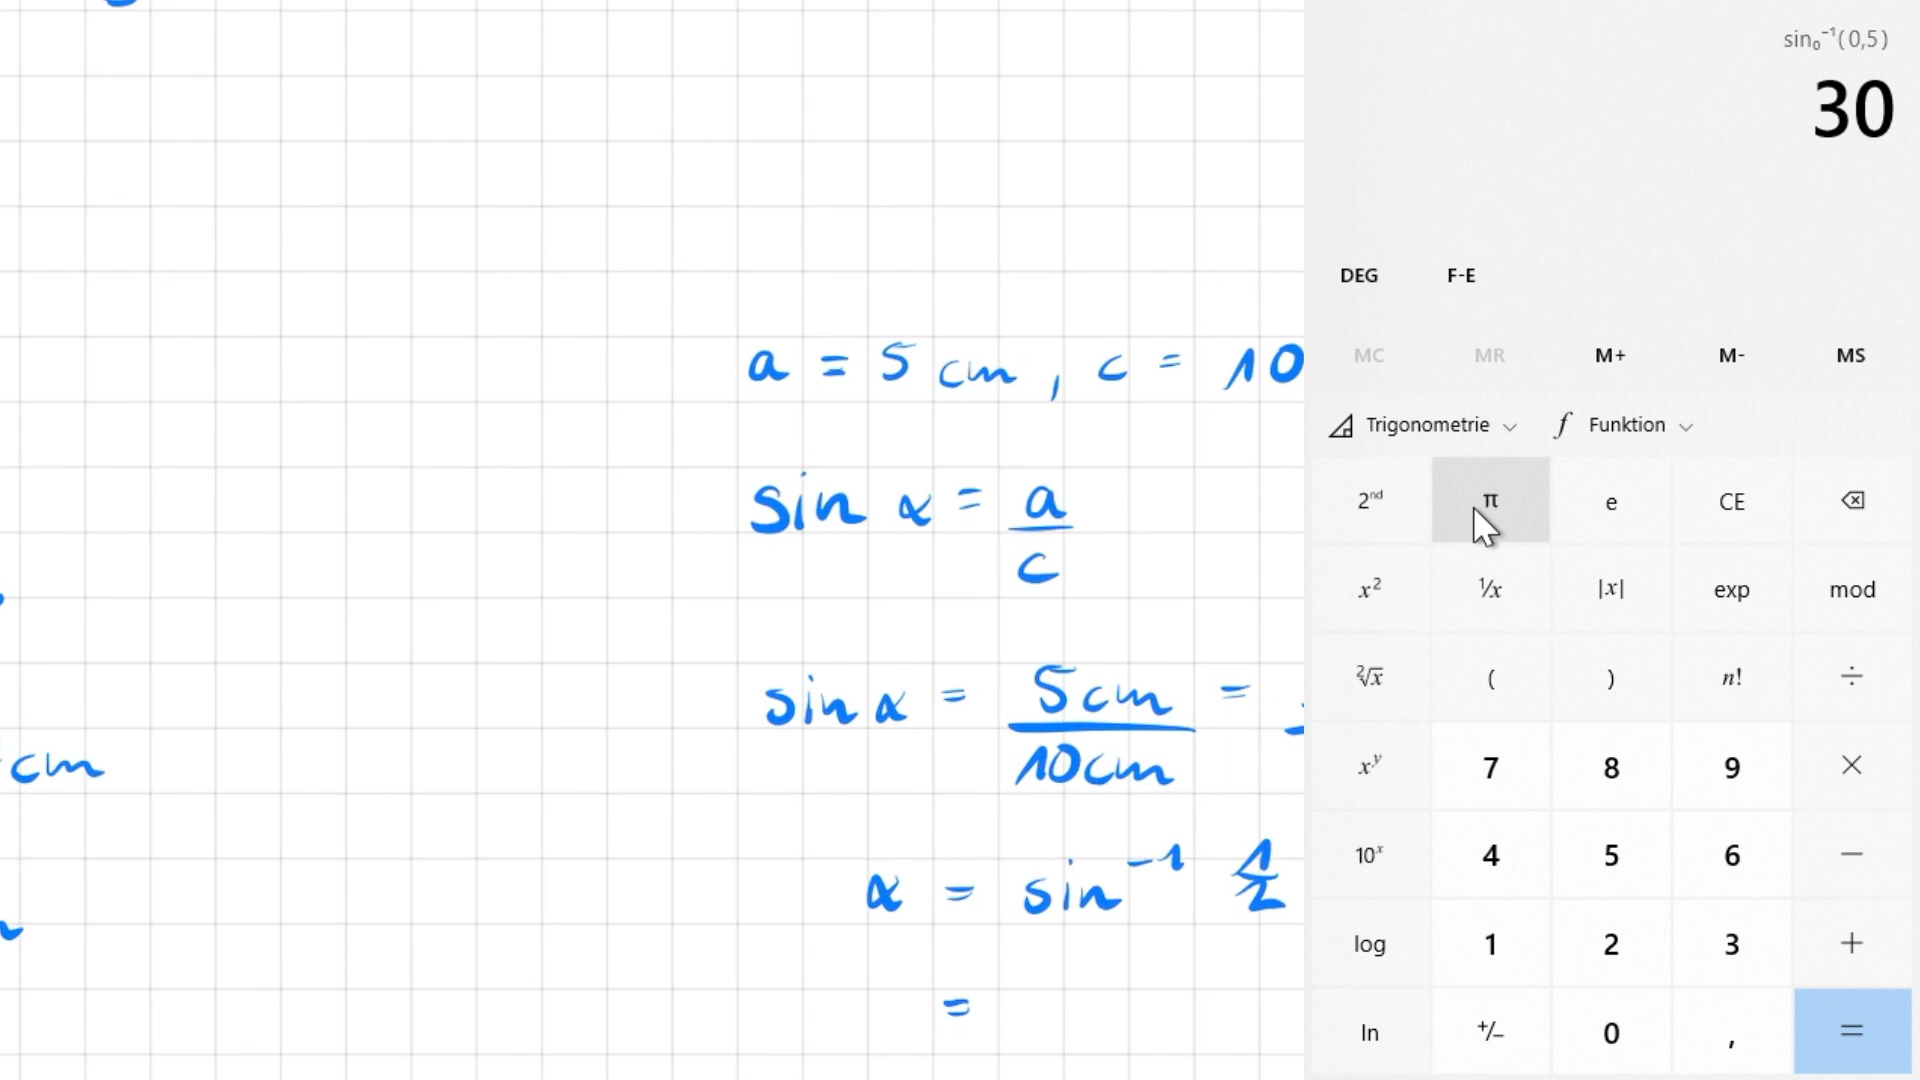 a = 5 cm , c = 10
sin α = a/c
sin α = 5cm/10cm =
α = sin⁻¹ 1/2
=
cm
sin₀⁻¹(0,5)
30
DEG F-E
MC MR M+ M- MS
Trigonometrie f Funktion
2ⁿᵈ π e CE
x² ¹/x |x| exp mod
²√x ( ) n! ÷
xʸ 7 8 9 ×
10ˣ 4 5 6 −
log 1 2 3 +
ln +/− 0 , =